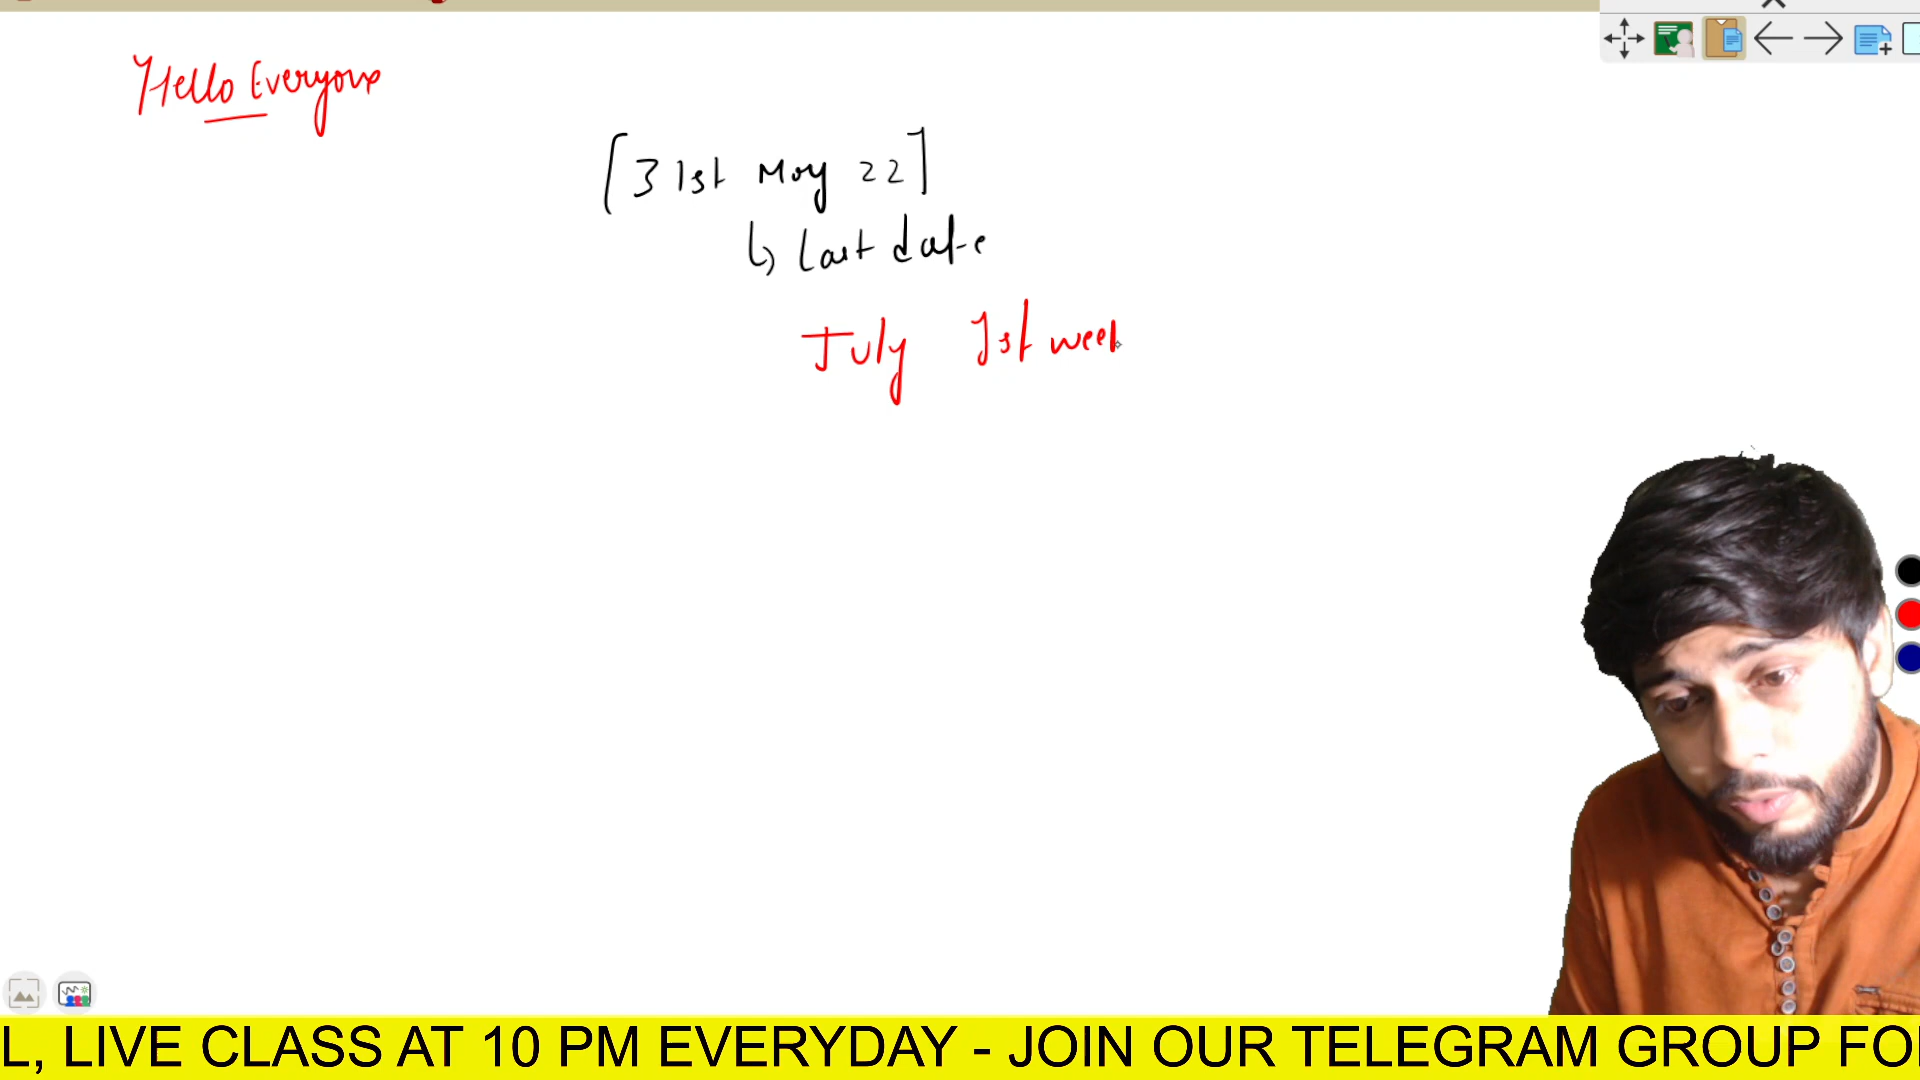 Hello Everyone
[31st May 22]
↳ Last date
July 1st week
L, LIVE CLASS AT 10 PM EVERYDAY - JOIN OUR TELEGRAM GROUP FO